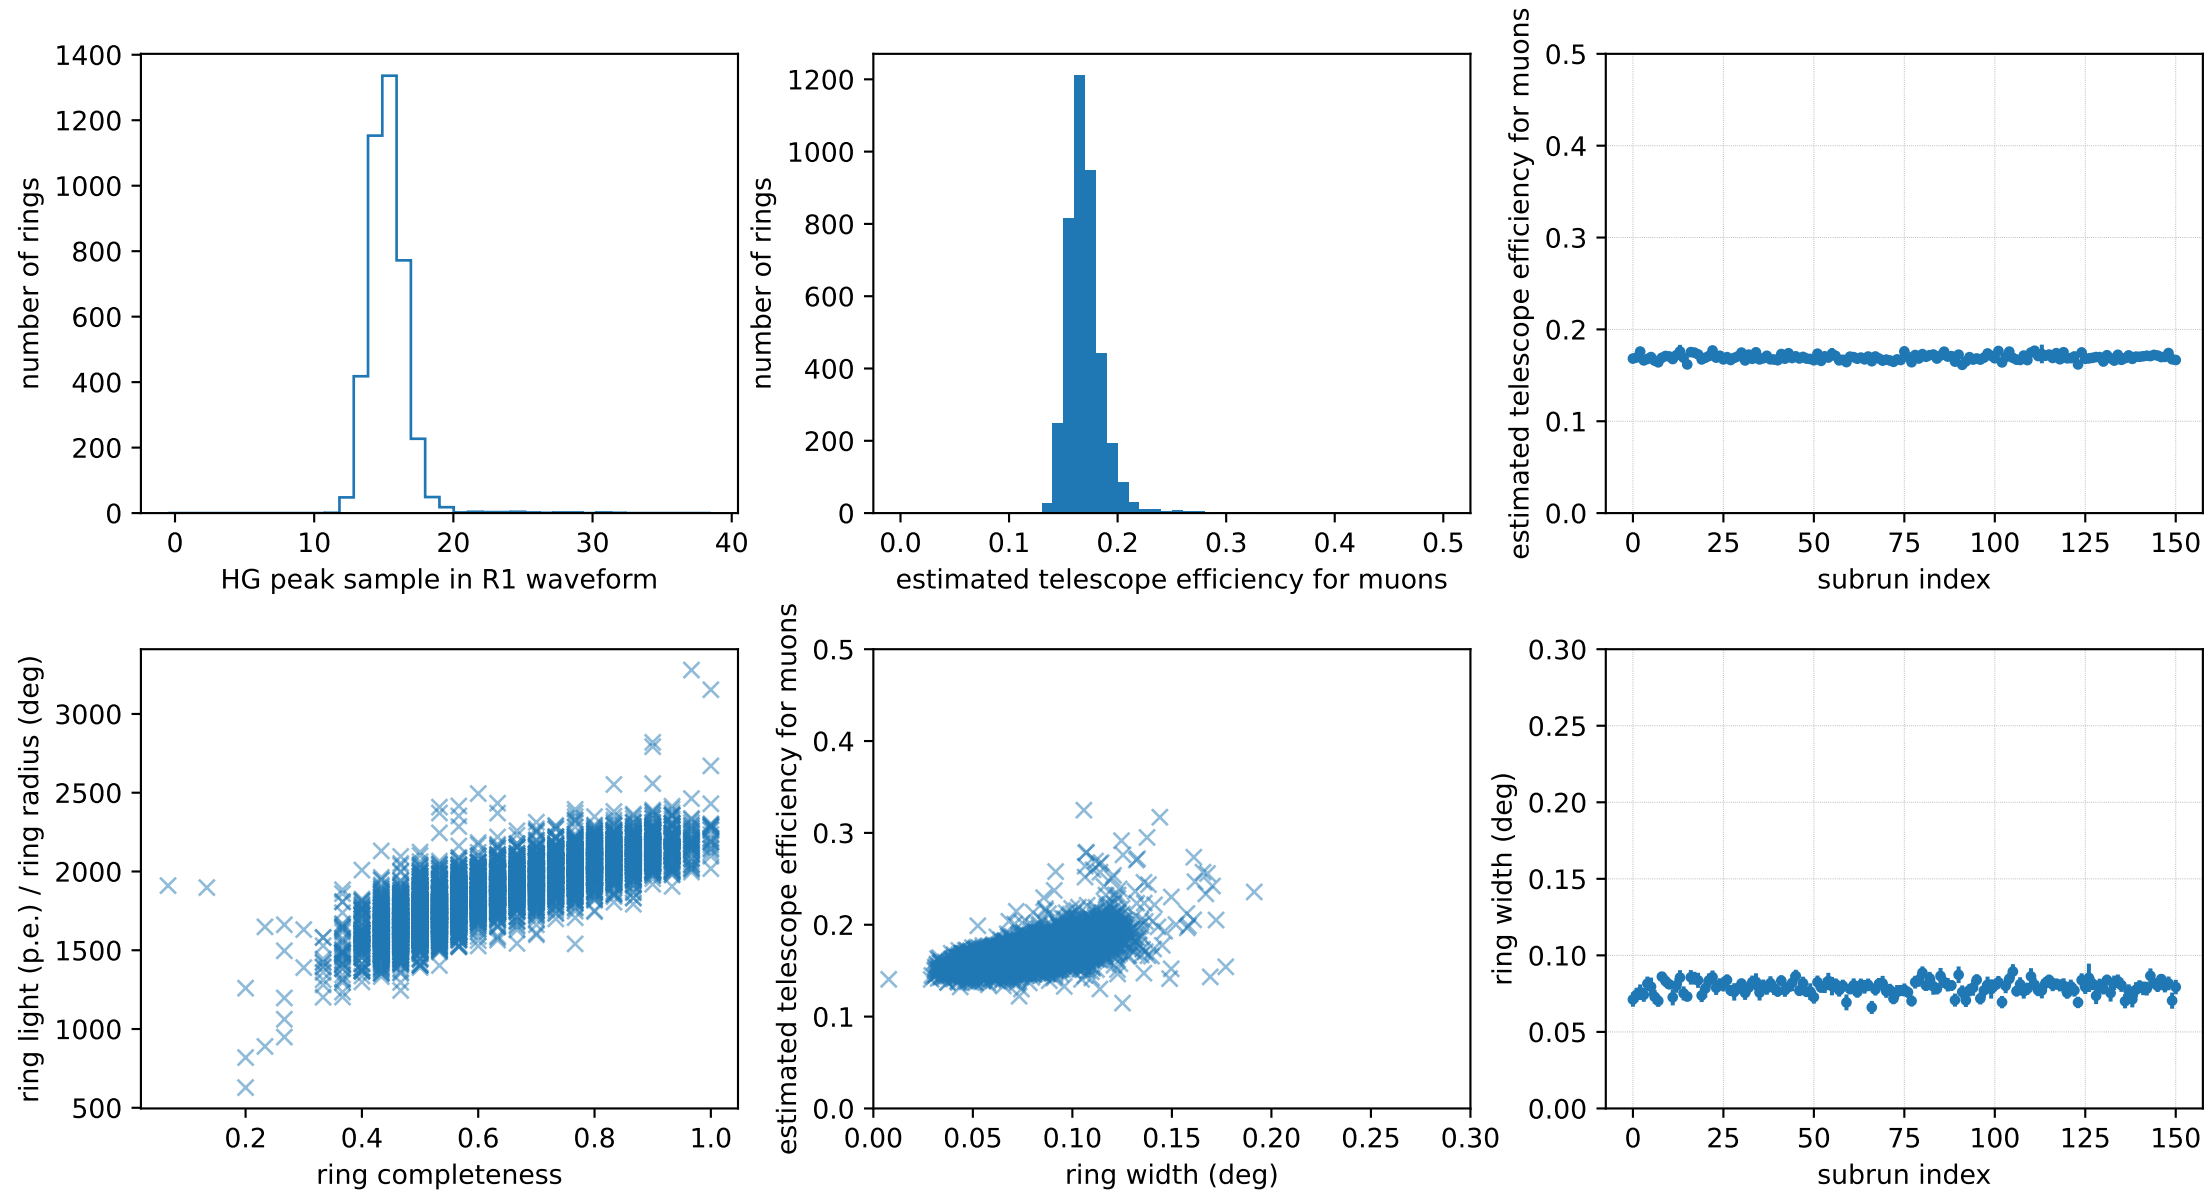 number of rings
1400
1200
1000
800
600
400
200
0
0 10 20 30 40
HG peak sample in R1 waveform
number of rings
1200
1000
800
600
400
200
0
0.0 0.1 0.2 0.3 0.4 0.5
estimated telescope efficiency for muons
estimated telescope efficiency for muons
0.5
0.4
0.3
0.2
0.1
0.0
0 25 50 75 100 125 150
subrun index
ring light (p.e.) / ring radius (deg)
3000
2500
2000
1500
1000
500
0.2 0.4 0.6 0.8 1.0
ring completeness
estimated telescope efficiency for muons
0.5
0.4
0.3
0.2
0.1
0.0
0.00 0.05 0.10 0.15 0.20 0.25 0.30
ring width (deg)
ring width (deg)
0.30
0.25
0.20
0.15
0.10
0.05
0.00
0 25 50 75 100 125 150
subrun index